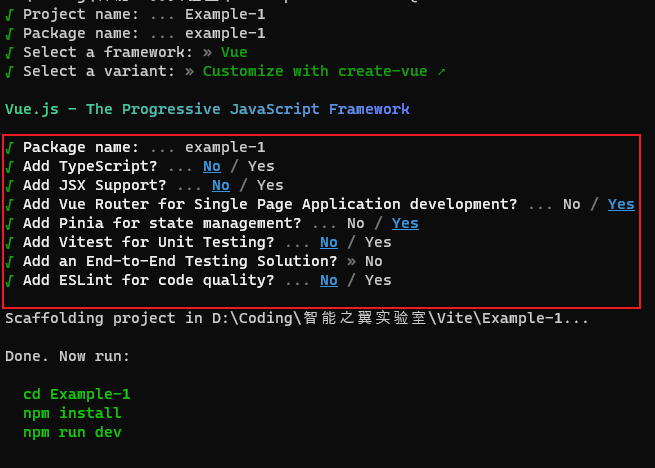 √ Project name: ... Example-1
√ Package name: ... example-1
√ Select a framework: » Vue
√ Select a variant: » Customize with create-vue ↗
Vue.js - The Progressive JavaScript Framework
√ Package name: ... example-1
√ Add TypeScript? ... No / Yes
√ Add JSX Support? ... No / Yes
√ Add Vue Router for Single Page Application development? ... No / Yes
√ Add Pinia for state management? ... No / Yes
√ Add Vitest for Unit Testing? ... No / Yes
√ Add an End-to-End Testing Solution? » No
√ Add ESLint for code quality? ... No / Yes
Scaffolding project in D:\Coding\智能之翼实验室\Vite\Example-1...
Done. Now run:
cd Example-1
npm install
npm run dev